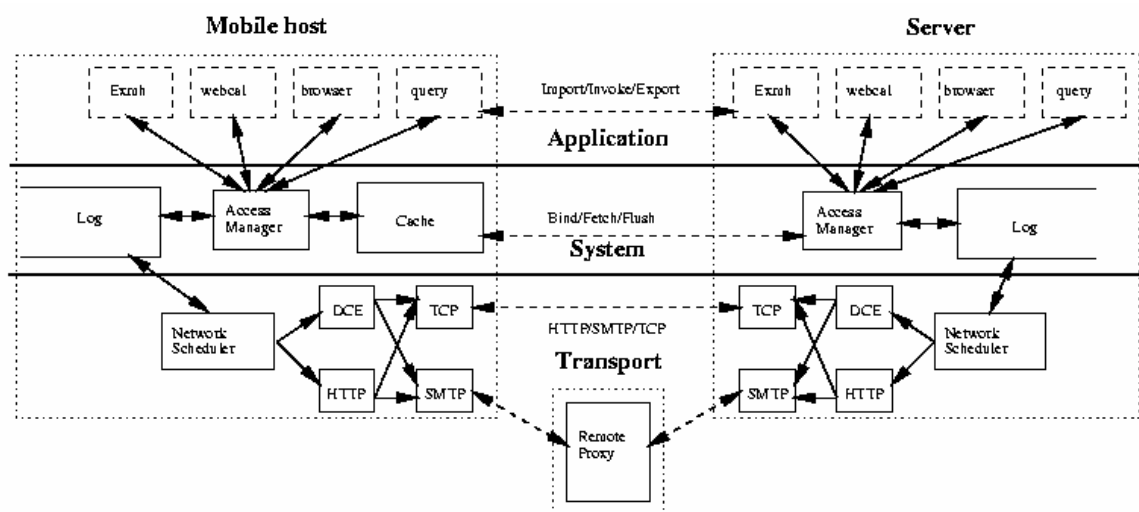 Mobile host
Server
Exmh
webcal
browser
query
Import/Invoke/Export
Exmh
webcal
browser
query
Application
Log
Access
Manager
Cache
Bind/Fetch/Flush
Access
Manager
Log
System
Network
Scheduler
DCE
TCP
HTTP/SMTP/TCP
TCP
DCE
Network
Scheduler
Transport
HTTP
SMTP
SMTP
HTTP
Remote
Proxy